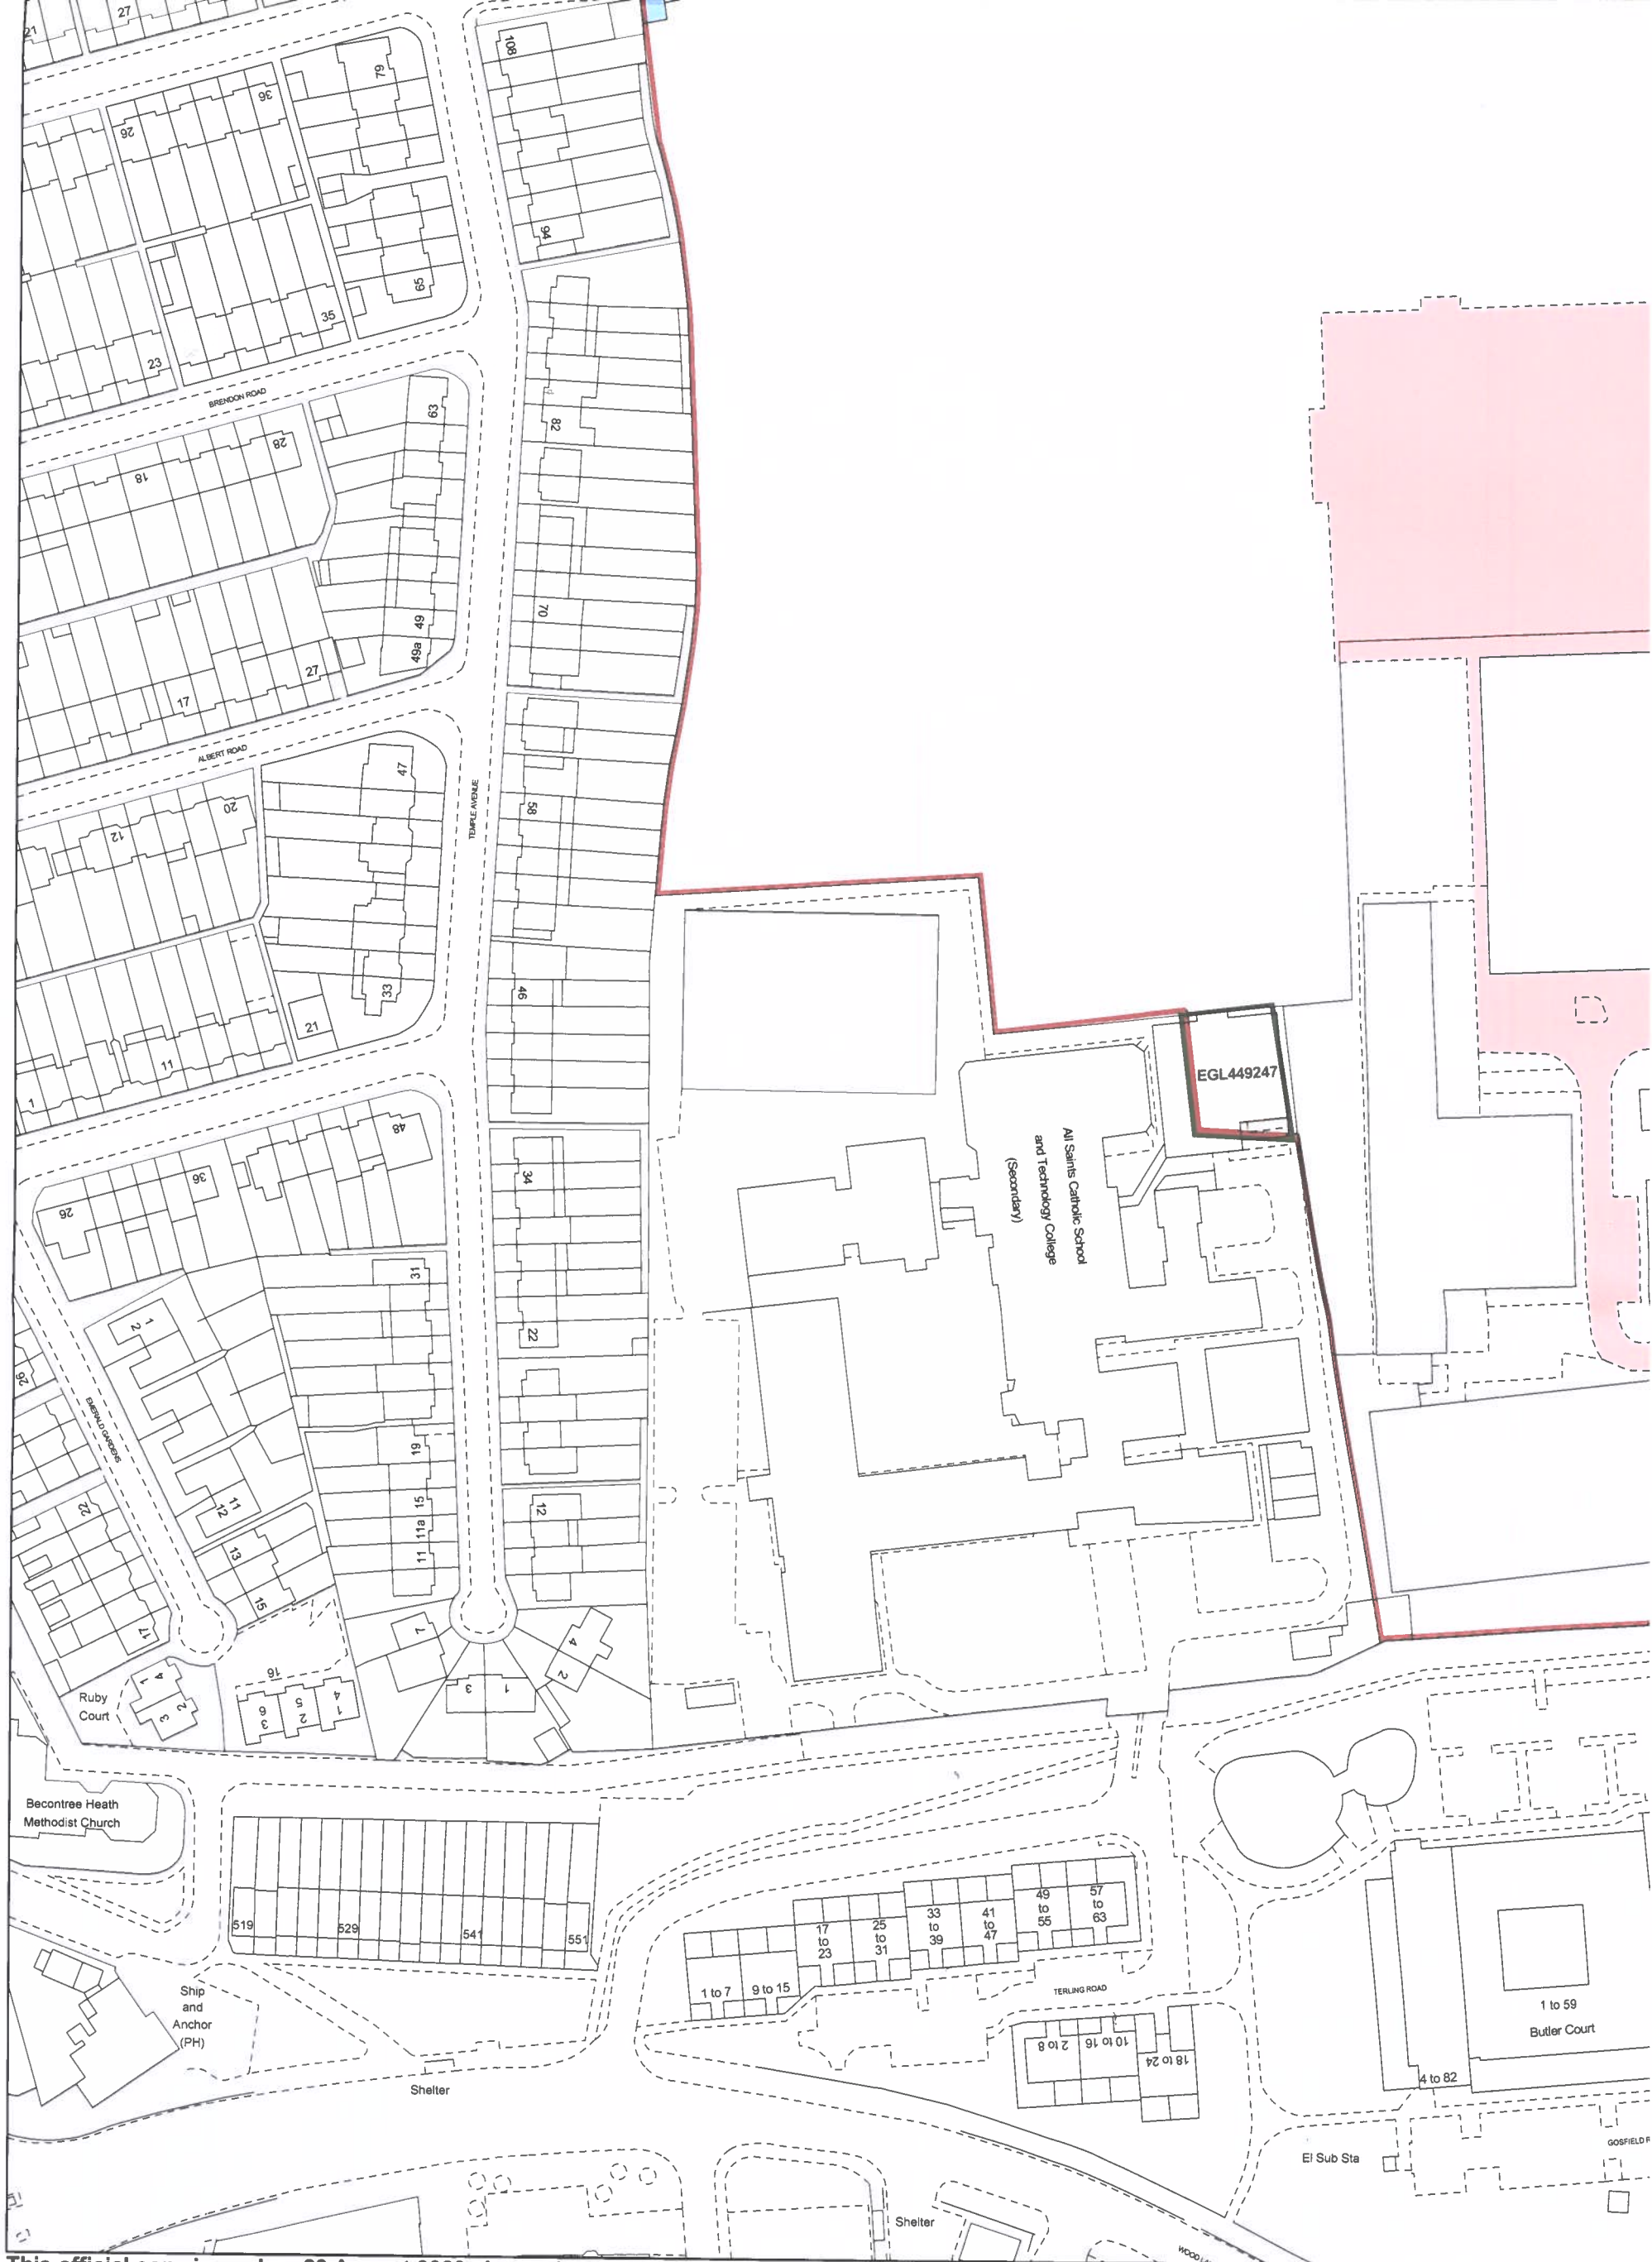 21
27
36
26
79
108
94
65
35
23
BRENDON ROAD
63
28
18
82
70
49
49a
27
17
ALBERT ROAD
47
TEMPLE AVENUE
58
20
12
33
46
21
11
1
EGL449247
All Saints Catholic School
and Technology College
(Secondary)
48
36
26
34
31
22
1
2
26
EMERALD GARDENS
19
15
11a
11
12
11
12
22
13
15
17
7
4
2
3
1
16
Ruby
Court
4
1
3
2
6
3
5
2
4
1
Becontree Heath
Methodist Church
519
529
541
551
17
to
23
25
to
31
33
to
39
41
to
47
49
to
55
57
to
63
1 to 7
9 to 15
TERLING ROAD
2 to 8
10 to 16
18 to 24
Ship
and
Anchor
(PH)
Shelter
1 to 59
Butler Court
4 to 82
El Sub Sta
GOSFIELD
Shelter